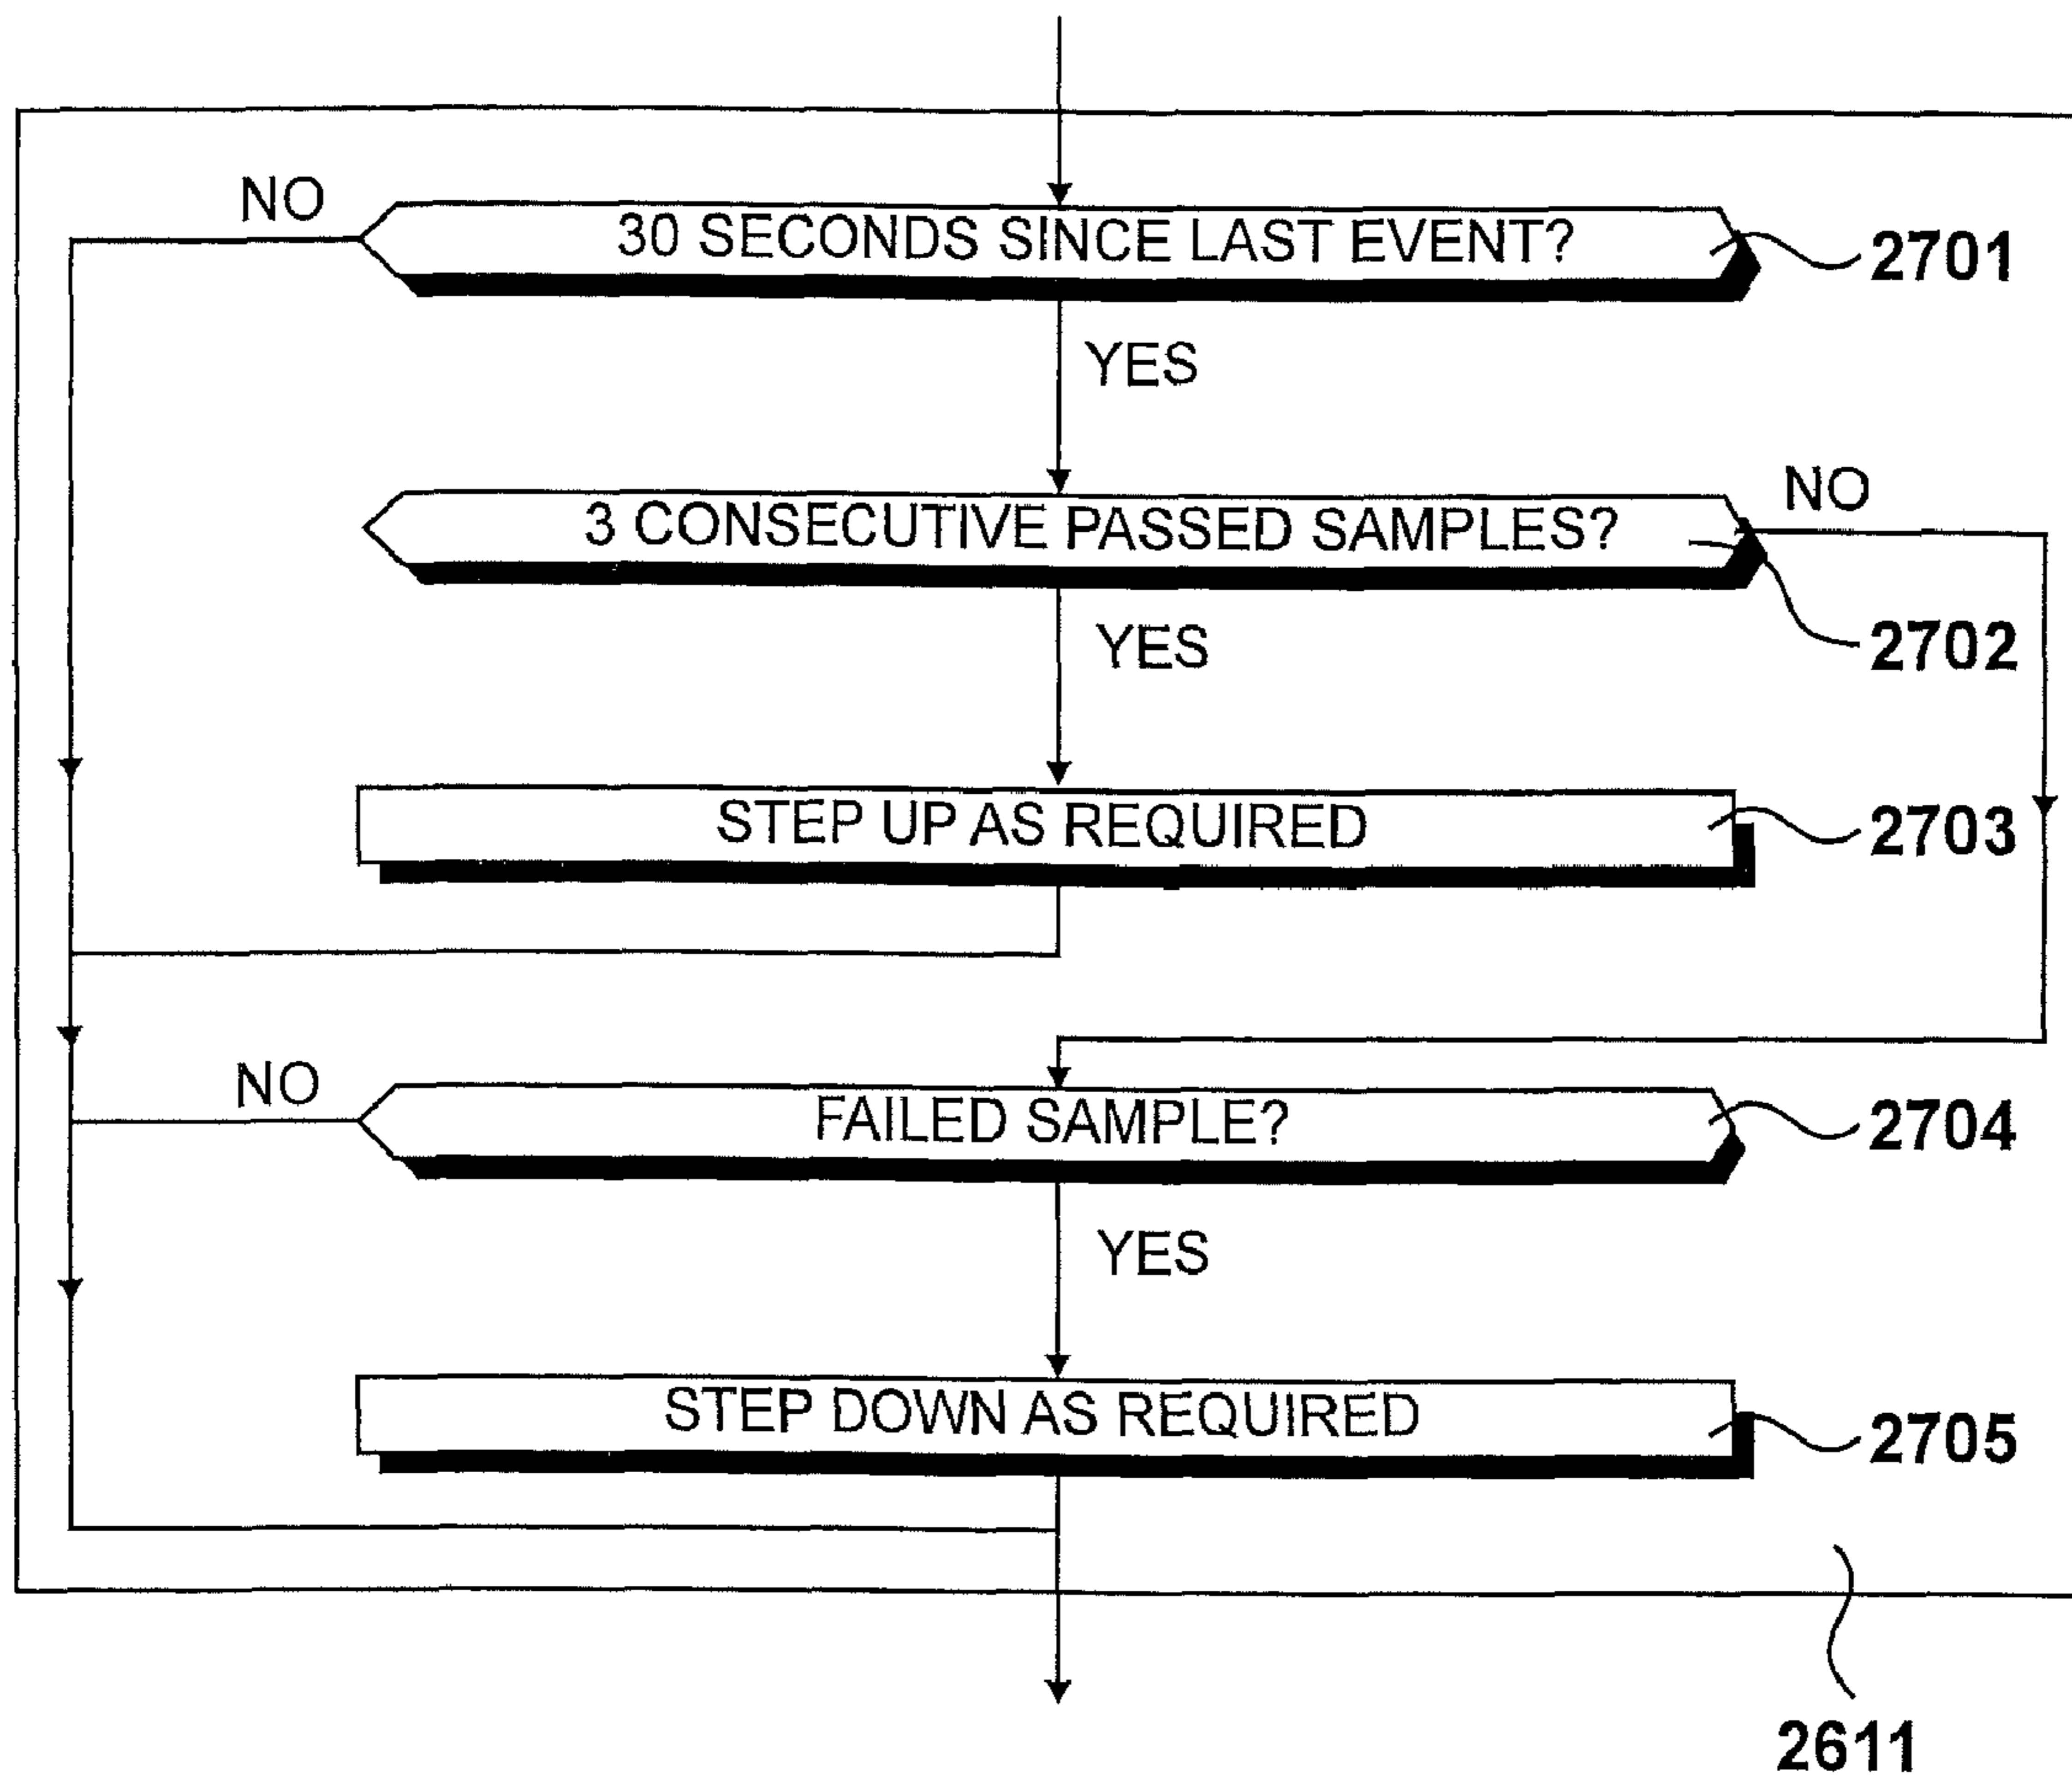 NO
30 SECONDS SINCE LAST EVENT?
2701
YES
3 CONSECUTIVE PASSED SAMPLES?
NO
2702
YES
STEP UP AS REQUIRED
2703
NO
FAILED SAMPLE?
2704
YES
STEP DOWN AS REQUIRED
2705
2611